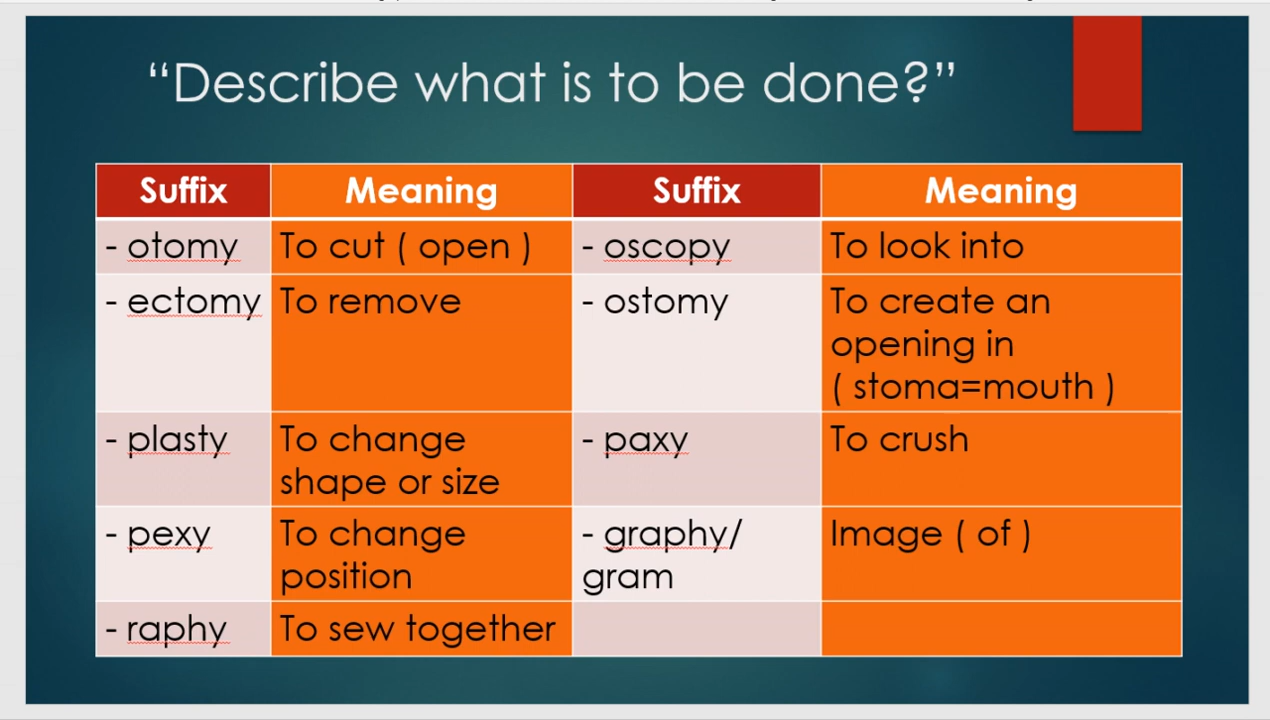 “Describe what is to be done?”
Suffix Meaning Suffix Meaning
- otomy To cut ( open ) - oscopy To look into
- ectomy To remove - ostomy To create an
opening in
( stoma=mouth )
- plasty To change - paxy To crush
shape or size
- pexy To change - graphy/ Image ( of )
position gram
- raphy To sew together